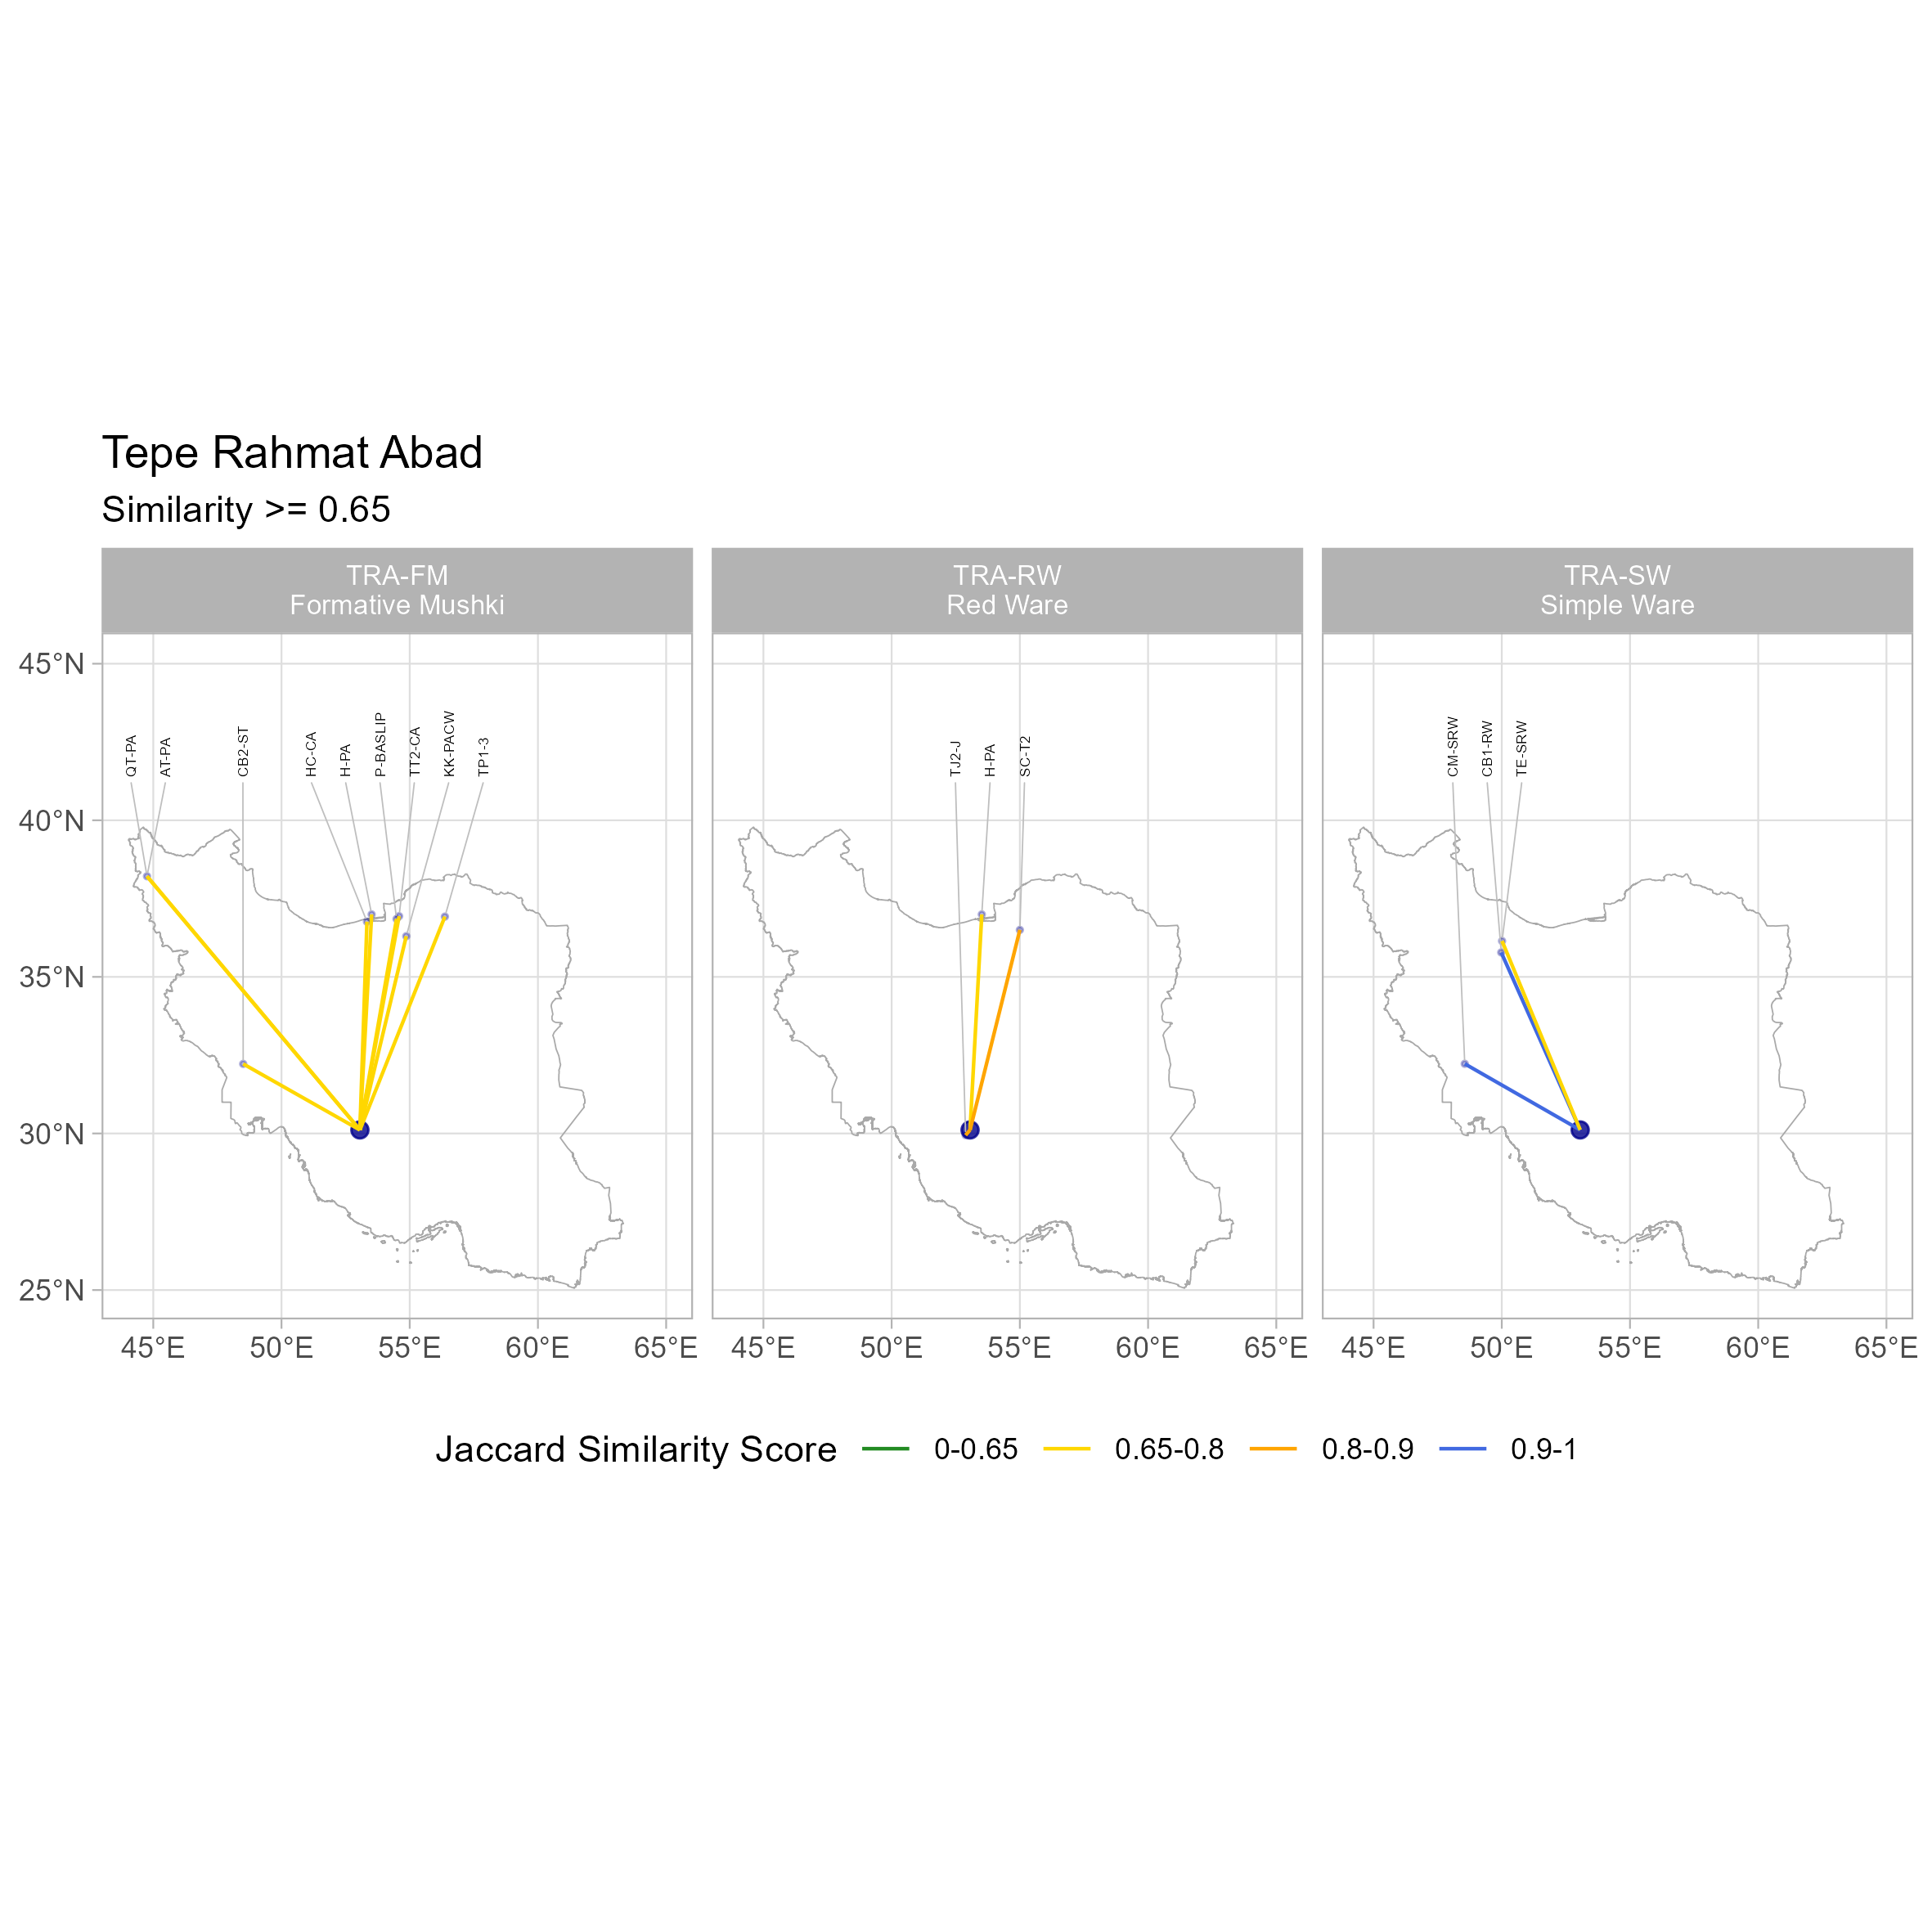 Tepe Rahmat Abad
Similarity >= 0.65
TRA-FM
Formative Mushki
TRA-RW
Red Ware
TRA-SW
Simple Ware
45°N
40°N
35°N
30°N
25°N
QT-PA
AT-PA
CB2-ST
HC-CA
H-PA
P-BASLIP
TT2-CA
KK-PACW
TP1-3
TJ2-J
H-PA
SC-T2
CM-SRW
CB1-RW
TE-SRW
45°E 50°E 55°E 60°E 65°E
45°E 50°E 55°E 60°E 65°E
45°E 50°E 55°E 60°E 65°E
Jaccard Similarity Score 0-0.65 0.65-0.8 0.8-0.9 0.9-1